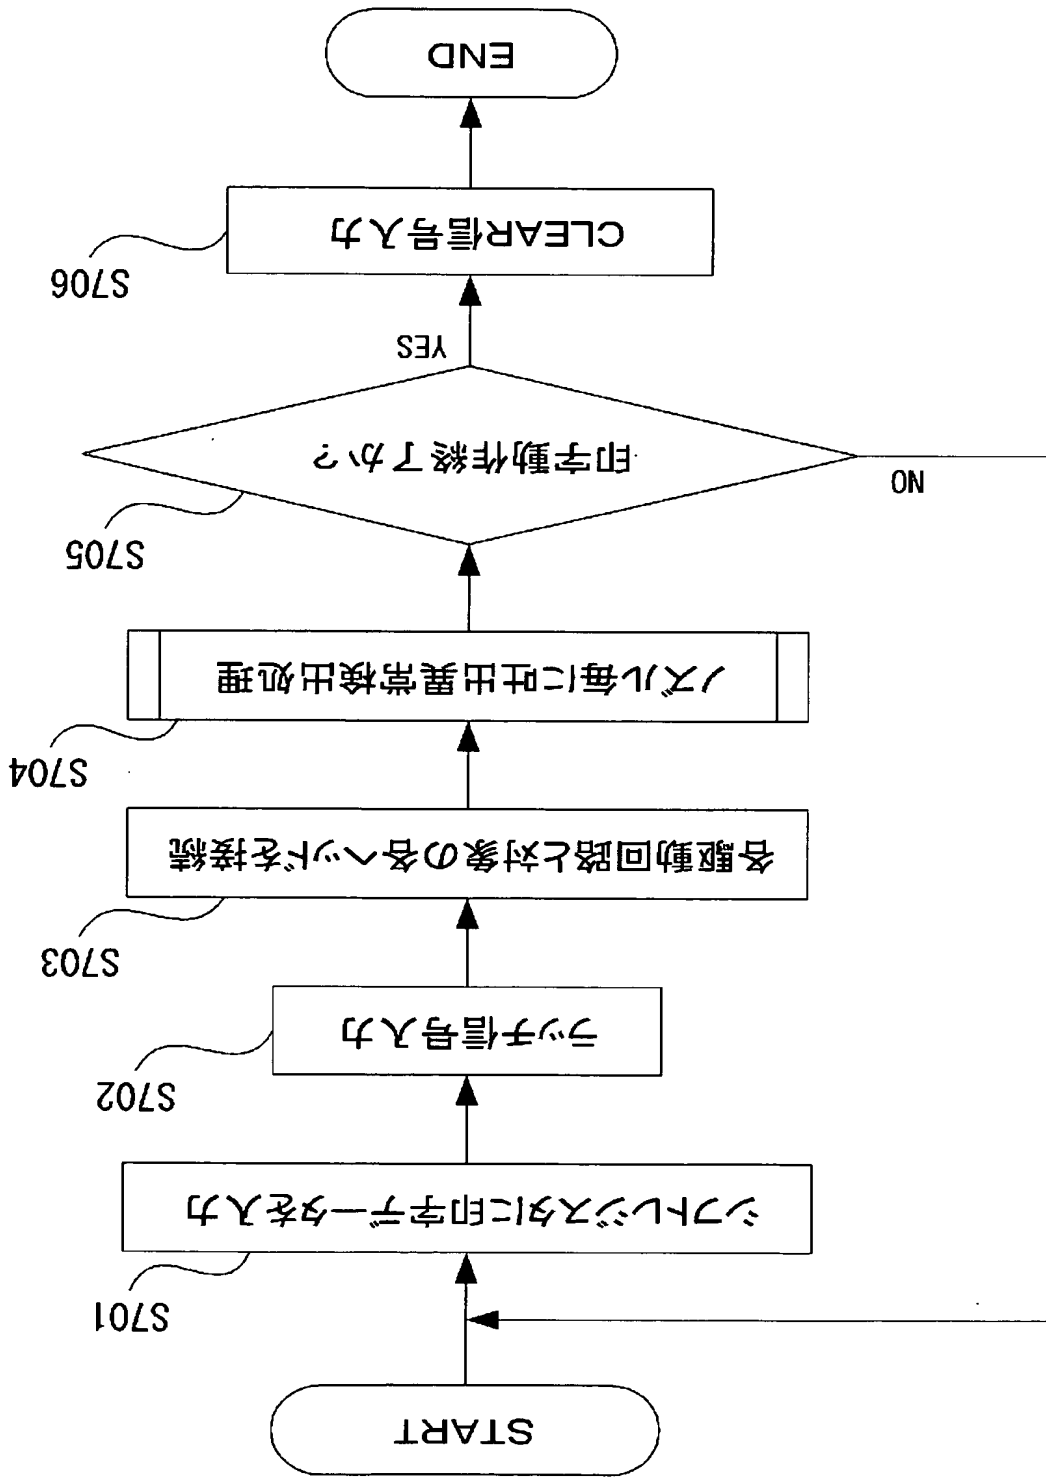 START
シフトレジスタに印字データを入力
S701
ラッチ信号入力
S702
各駆動回路と対象の各ヘッドを接続
S703
ノズル毎に吐出異常検出処理
S704
印字動作終了か?
S705
NO
YES
CLEAR信号入力
S706
END